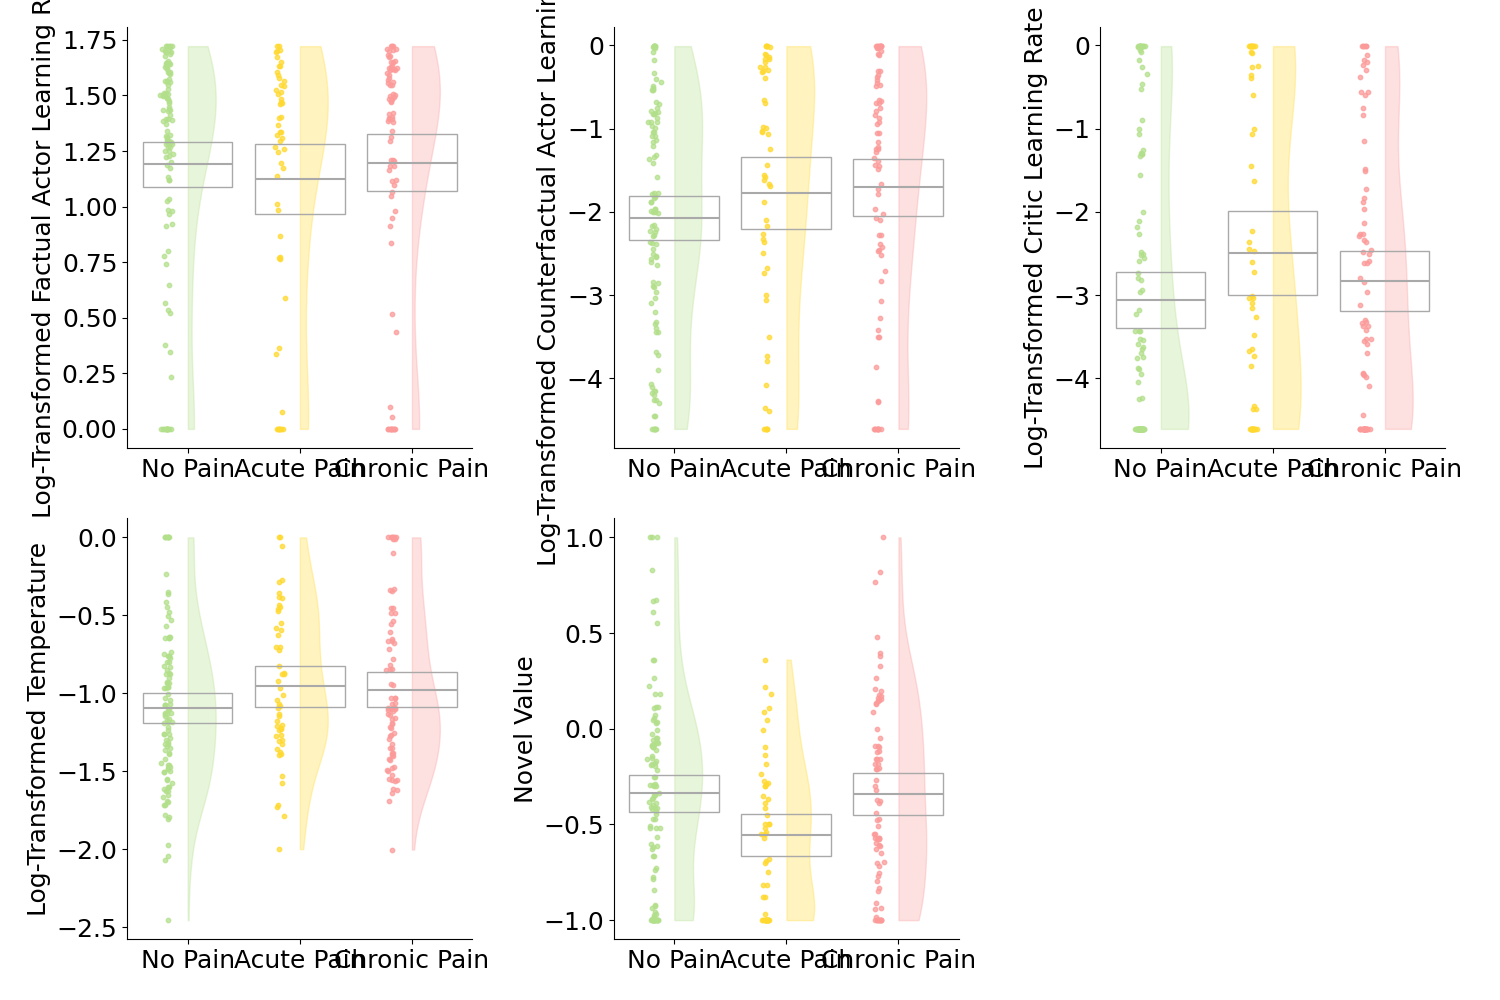 Log-Transformed Factual Actor Learning R
1.75
1.50
1.25
1.00
0.75
0.50
0.25
0.00
No Pain
Acute Pain
Chronic Pain
Log-Transformed Counterfactual Actor Learnin
0
−1
−2
−3
−4
No Pain
Acute Pain
Chronic Pain
Log-Transformed Critic Learning Rate
0
−1
−2
−3
−4
No Pain
Acute Pain
Chronic Pain
Log-Transformed Temperature
0.0
−0.5
−1.0
−1.5
−2.0
−2.5
No Pain
Acute Pain
Chronic Pain
Novel Value
1.0
0.5
0.0
−0.5
−1.0
No Pain
Acute Pain
Chronic Pain